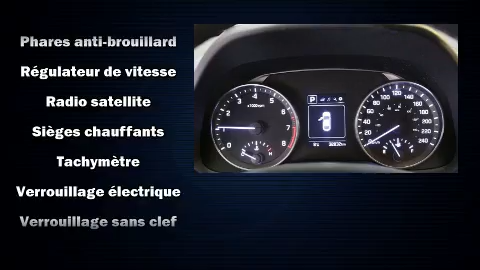 Phares anti-brouillard
Régulateur de vitesse
Radio satellite
Sièges chauffants
Tachymètre
Verrouillage électrique
Verrouillage sans clef
P